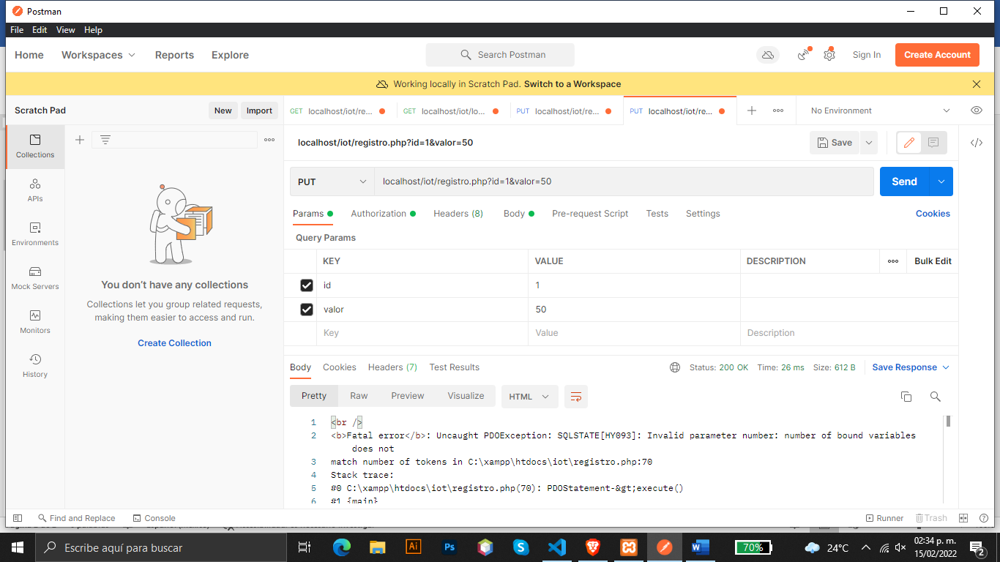 Postman
File Edit View Help
Home Workspaces Reports Explore Search Postman Sign In Create Account
Working locally in Scratch Pad. Switch to a Workspace
Scratch Pad New Import GET localhost/iot/re... GET localhost/iot/lo... PUT localhost/iot/re... PUT localhost/iot/re... No Environment
Collections
APIs
Environments
Mock Servers
Monitors
History
You don't have any collections
Collections let you group related requests,
making them easier to access and run.
Create Collection
localhost/iot/registro.php?id=1&valor=50 Save
PUT localhost/iot/registro.php?id=1&valor=50 Send
Params Authorization Headers (8) Body Pre-request Script Tests Settings Cookies
Query Params
KEY VALUE DESCRIPTION Bulk Edit
id 1
valor 50
Key Value Description
Body Cookies Headers (7) Test Results Status: 200 OK Time: 26 ms Size: 612 B Save Response
Pretty Raw Preview Visualize HTML
1 <br />
2 <b>Fatal error</b>: Uncaught PDOException: SQLSTATE[HY093]: Invalid parameter number: number of bound variables
does not
3 match number of tokens in C:\xampp\htdocs\iot\registro.php:70
4 Stack trace:
5 #0 C:\xampp\htdocs\iot\registro.php(70): PDOStatement-&gt;execute()
6 #1 {main}
Find and Replace Console Runner Trash
Escribe aquí para buscar Ai Ps 70% 24°C 02:34 p. m.
15/02/2022 2